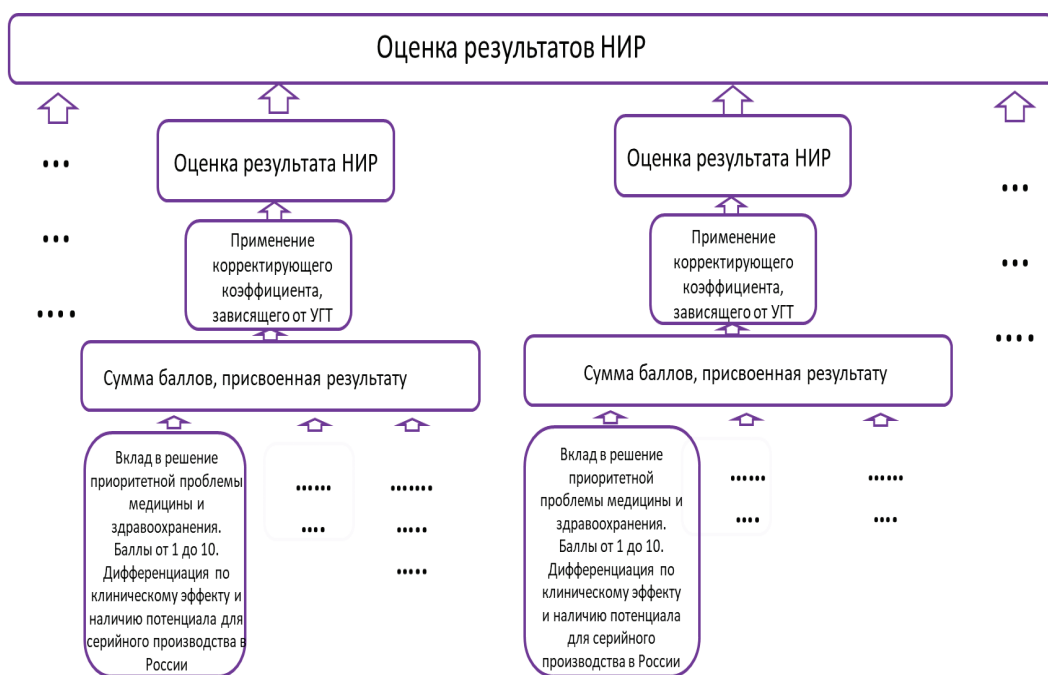 Оценка результатов НИР
Оценка результата НИР
Применение
корректирующего
коэффициента,
зависящего от УГТ
Сумма баллов, присвоенная результату
Вклад в решение
приоритетной проблемы
медицины и
здравоохранения.
Баллы от 1 до 10.
Дифференциация по
клиническому эффекту и
наличию потенциала для
серийного производства в
России
Оценка результата НИР
Применение
корректирующего
коэффициента,
зависящего от УГТ
Сумма баллов, присвоенная результату
Вклад в решение
приоритетной
проблемы медицины и
здравоохранения.
Баллы от 1 до 10.
Дифференциация по
клиническому эффекту
и наличию потенциала
для серийного
производства в России
...
...
....
......
....
.......
.....
.....
......
....
......
....
...
...
....